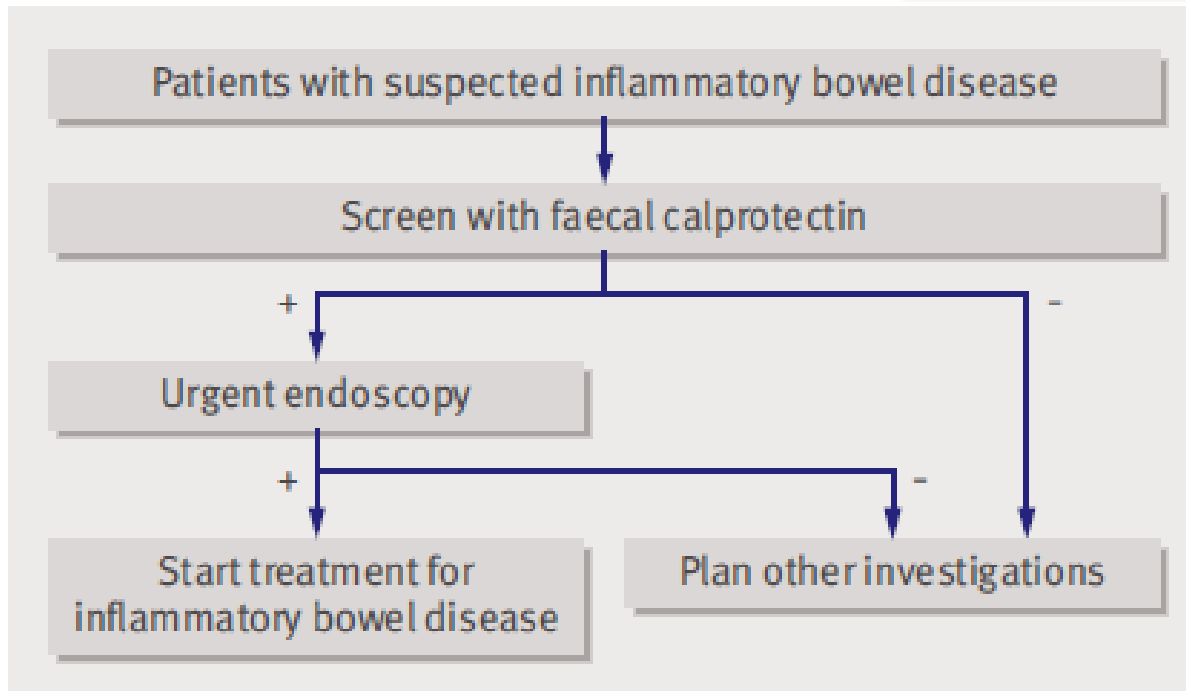 Patients with suspected inflammatory bowel disease
Screen with faecal calprotectin
+
-
Urgent endoscopy
+
-
Start treatment for
inflammatory bowel disease
Plan other investigations